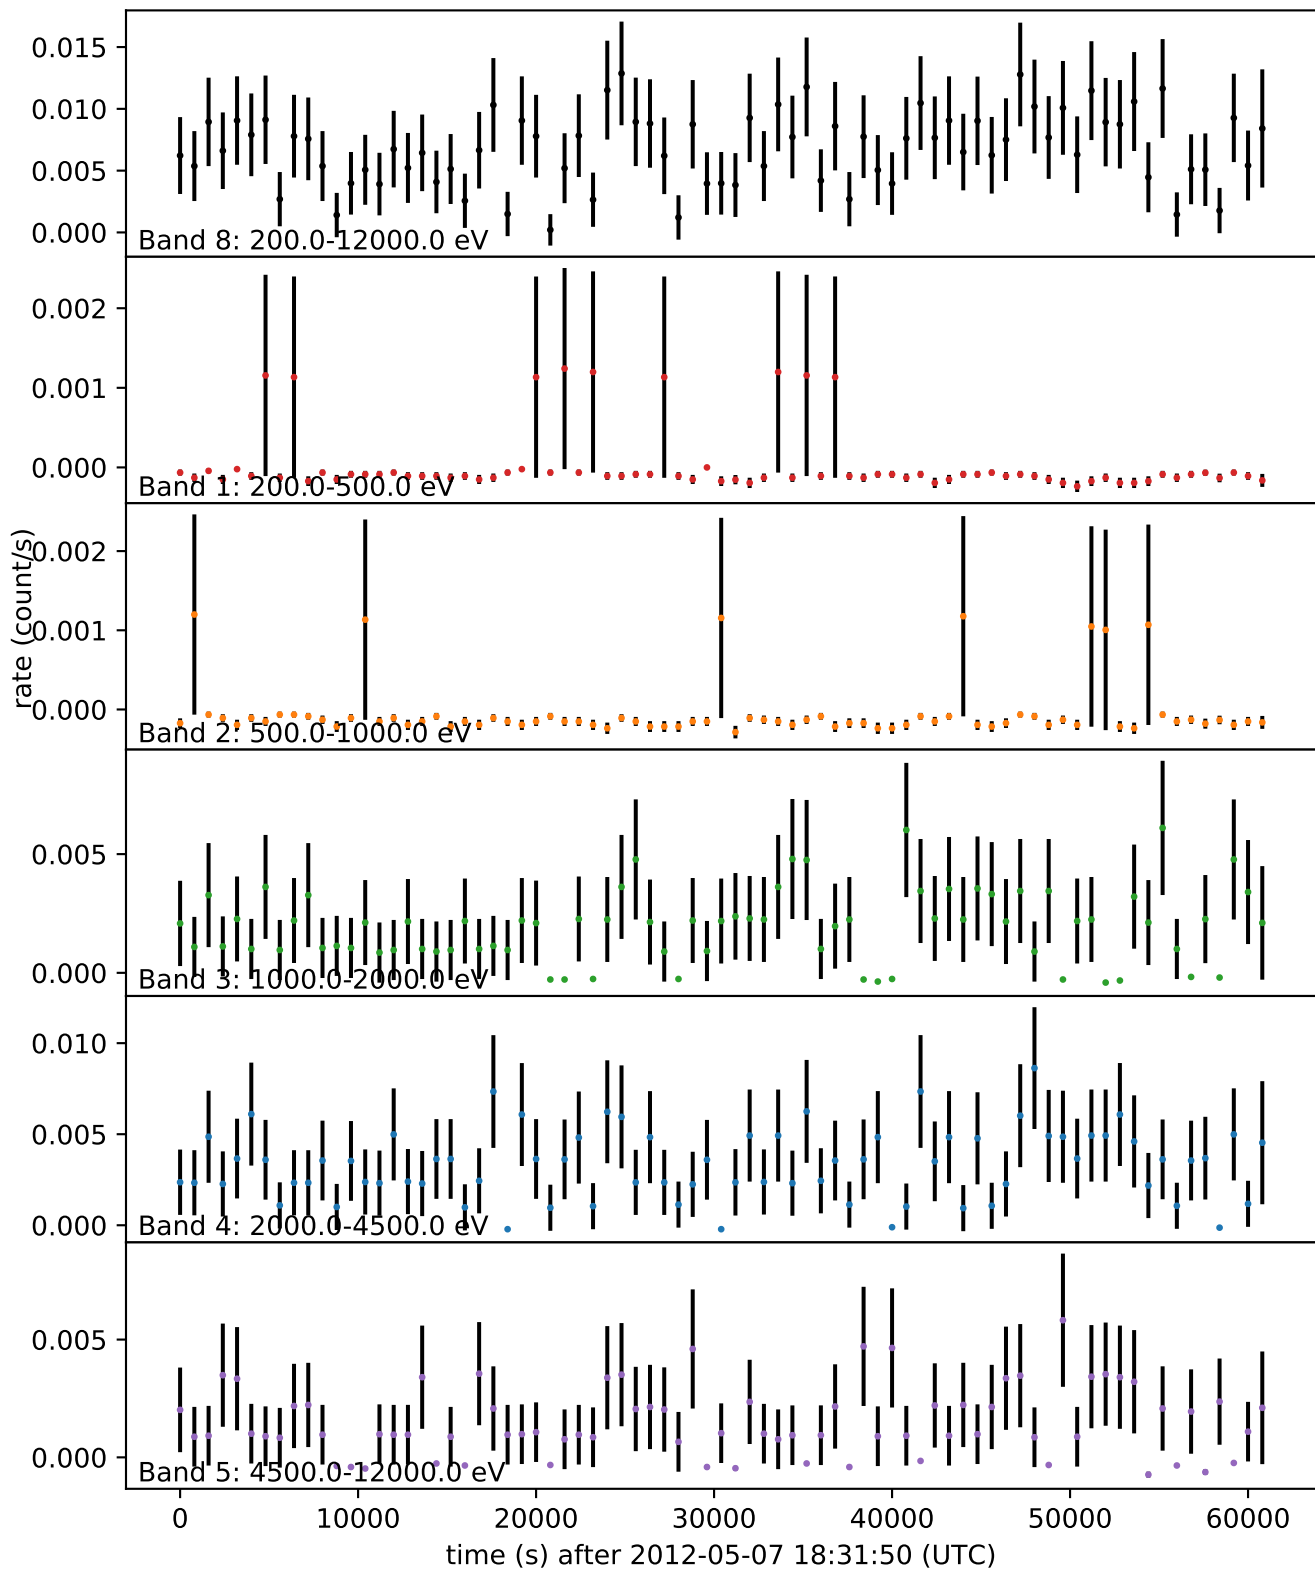 0.015
0.010
0.005
0.000
Band 8: 200.0-12000.0 eV
0.002
0.001
0.000
Band 1: 200.0-500.0 eV
rate (count/s)
0.002
0.001
0.000
Band 2: 500.0-1000.0 eV
0.005
0.000
Band 3: 1000.0-2000.0 eV
0.010
0.005
0.000
Band 4: 2000.0-4500.0 eV
0.005
0.000
Band 5: 4500.0-12000.0 eV
0 10000 20000 30000 40000 50000 60000
time (s) after 2012-05-07 18:31:50 (UTC)